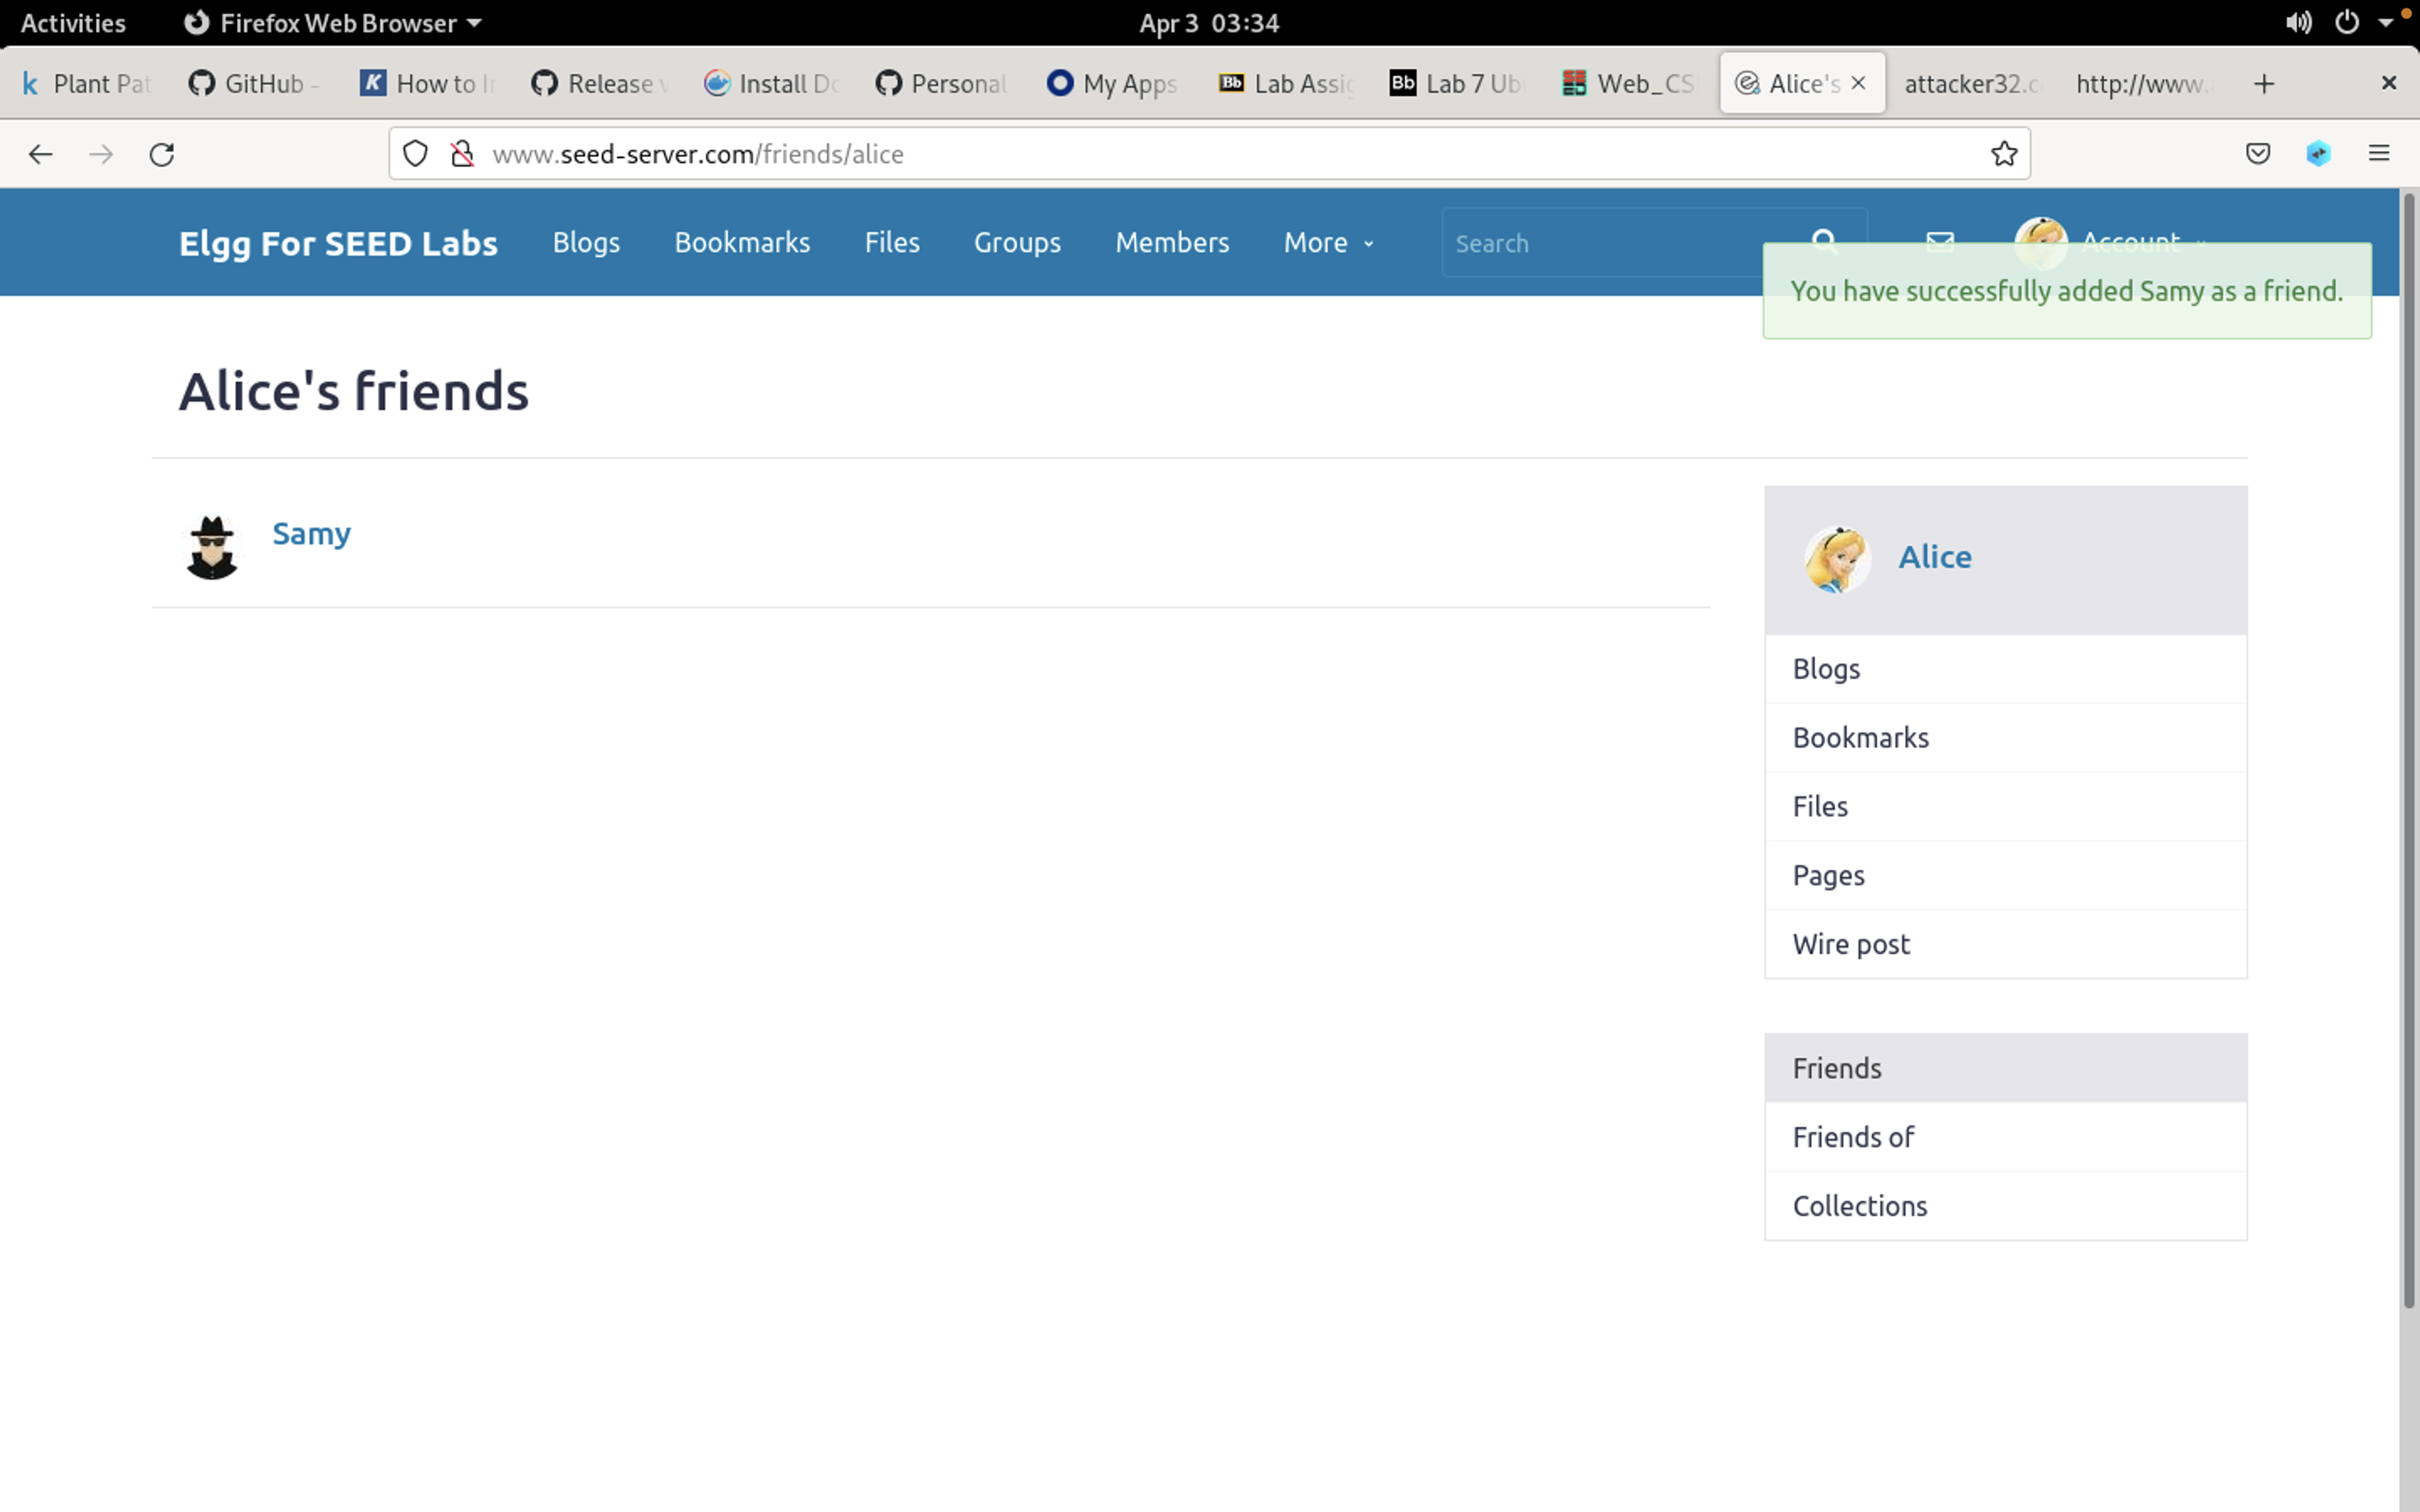 Activities Firefox Web Browser Apr 3 03:34
Plant Pat GitHub - How to I Release v Install Do Personal My Apps Lab Assig Lab 7 Ub Web_CS Alice's attacker32.c http://www.
www.seed-server.com/friends/alice
Elgg For SEED Labs Blogs Bookmarks Files Groups Members More Search Account
You have successfully added Samy as a friend.
Alice's friends
Samy
Alice
Blogs
Bookmarks
Files
Pages
Wire post
Friends
Friends of
Collections